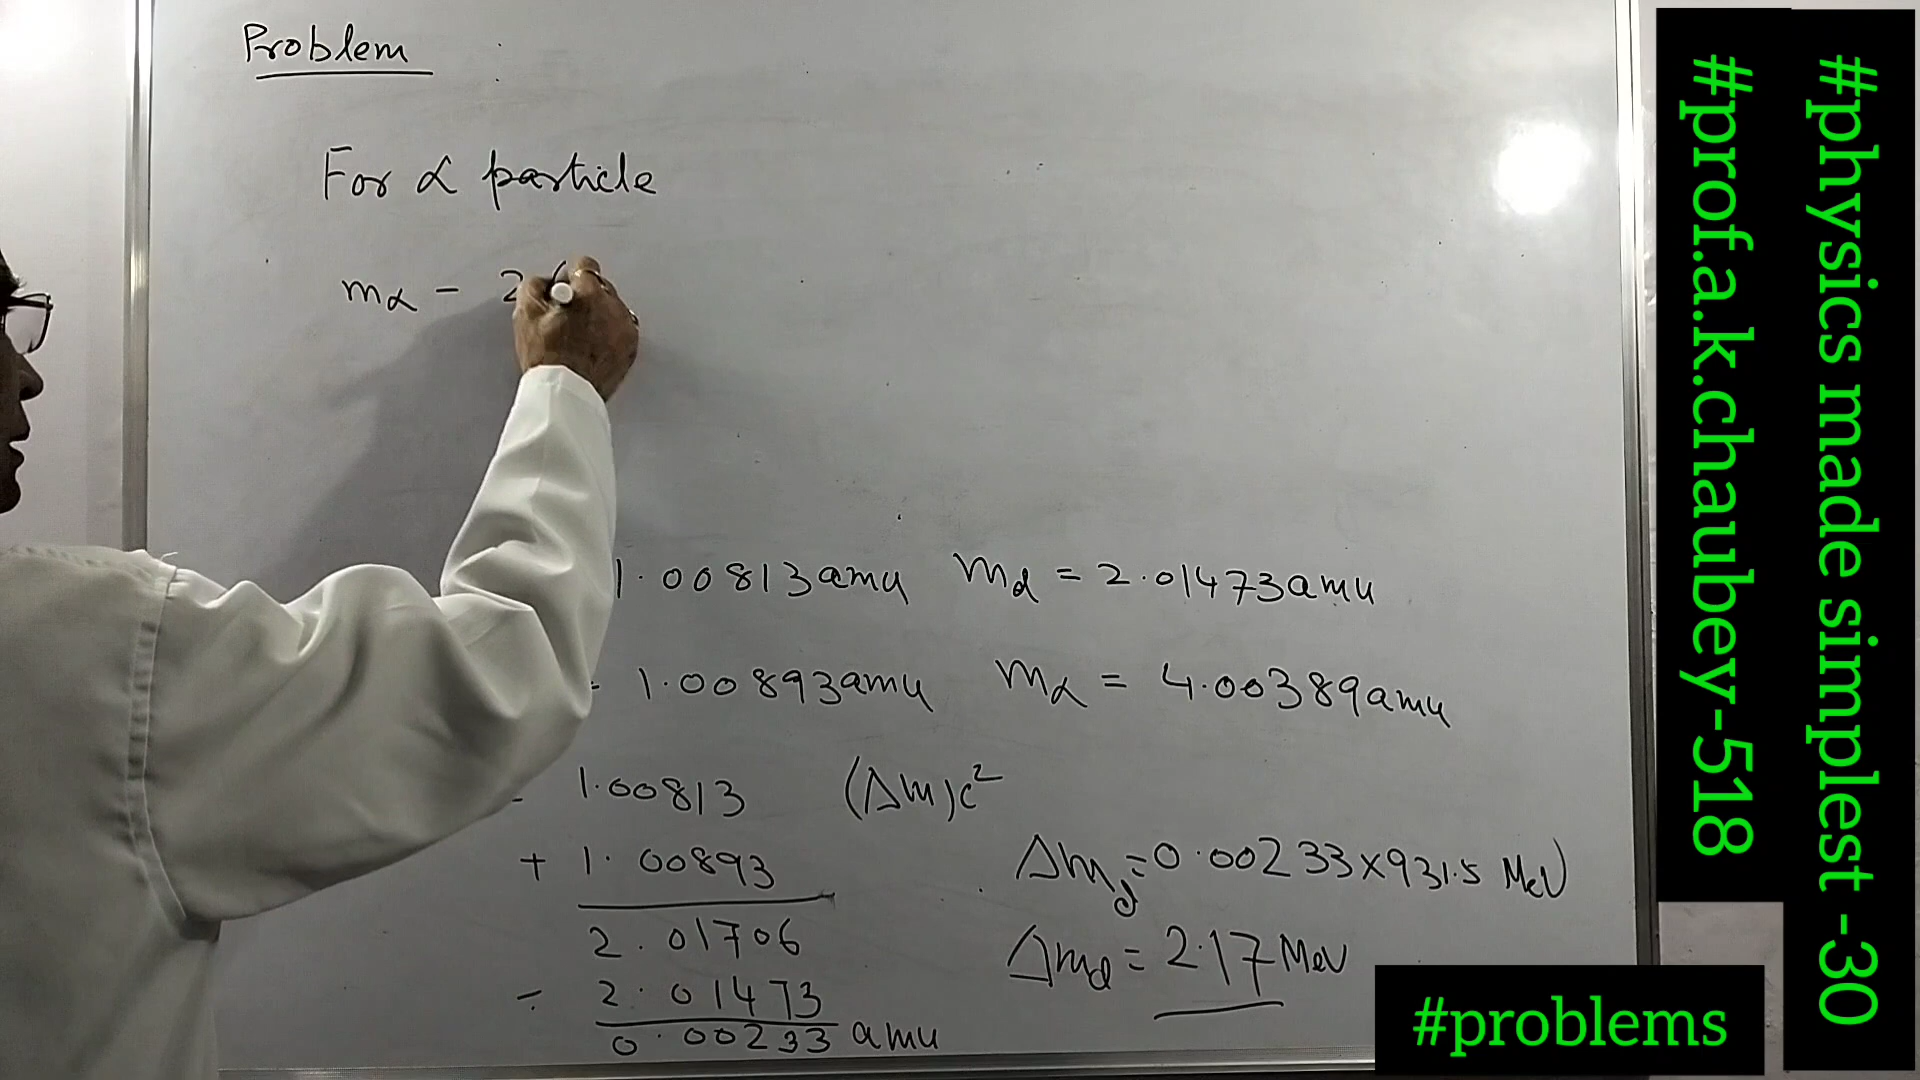 Problem
For α particle
mα - 2
1.00813amu md = 2.01473amu
= 1.00893amu mα = 4.00389amu
- 1.00813 (Δm)c²
+ 1.00893
2.01706
- 2.01473
0.00233 amu
Δmd=0.00233×931.5 MeV
Δmd = 2.17 MeV
#physics made simplest -30
#prof.a.k.chaubey-518
#problems